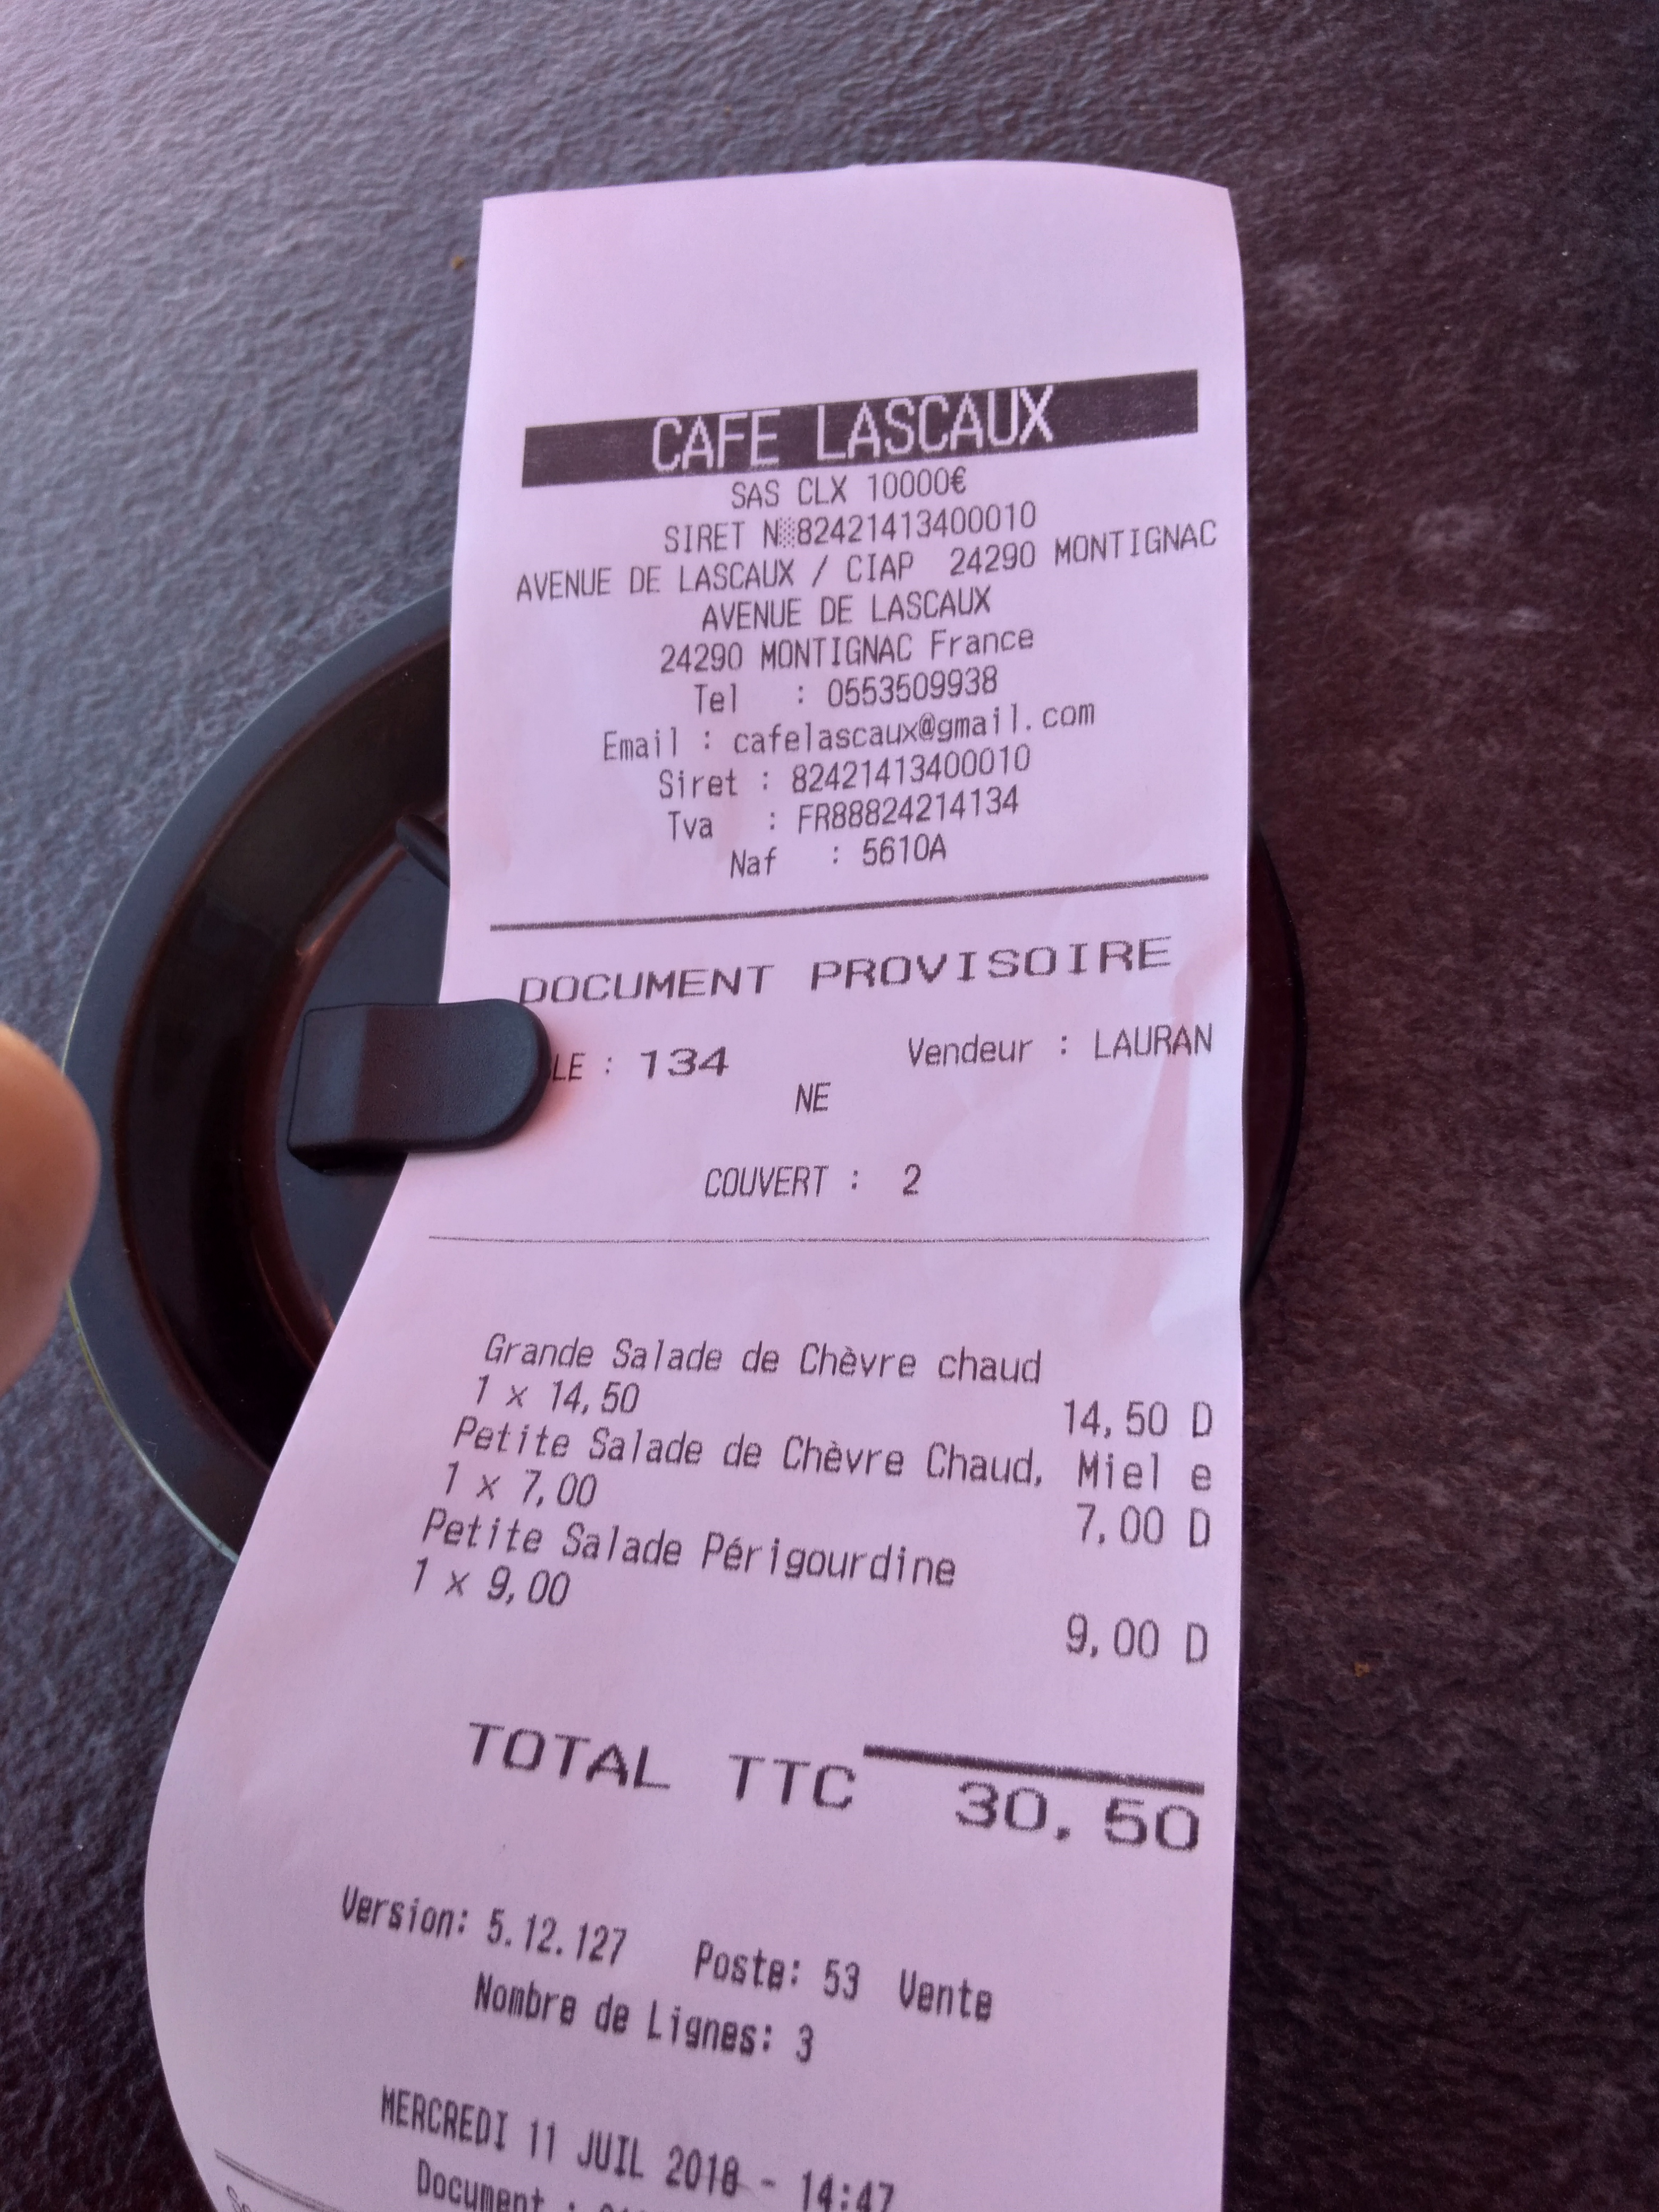 CAFE LASCAUX
SAS CLX 10000€
SIRET N░82421413400010
AVENUE DE LASCAUX / CIAP 24290 MONTIGNAC
AVENUE DE LASCAUX
24290 MONTIGNAC France
Tel : 0553509938
Email : cafelascaux@gmail.com
Siret : 82421413400010
Tva : FR88824214134
Naf : 5610A
DOCUMENT PROVISOIRE
LE : 134 Vendeur : LAURAN
NE
COUVERT : 2
Grande Salade de Chèvre chaud
1 x 14,50 14,50 D
Petite Salade de Chèvre Chaud, Miel e
1 x 7,00 7,00 D
Petite Salade Périgourdine
1 x 9,00 9,00 D
TOTAL TTC 30,50
Version: 5.12.127 Poste: 53 Vente
Nombre de Lignes: 3
MERCREDI 11 JUIL 2018 - 14:47
Document :